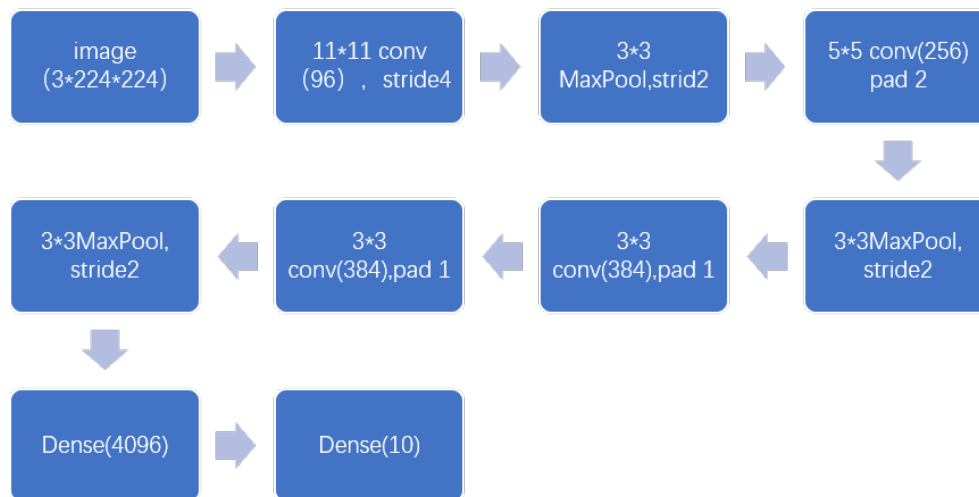 image
(3*224*224)
11*11 conv
(96) , stride4
3*3
MaxPool,strid2
5*5 conv(256)
pad 2
3*3MaxPool,
stride2
3*3
conv(384),pad 1
3*3
conv(384),pad 1
3*3MaxPool,
stride2
Dense(4096)
Dense(10)